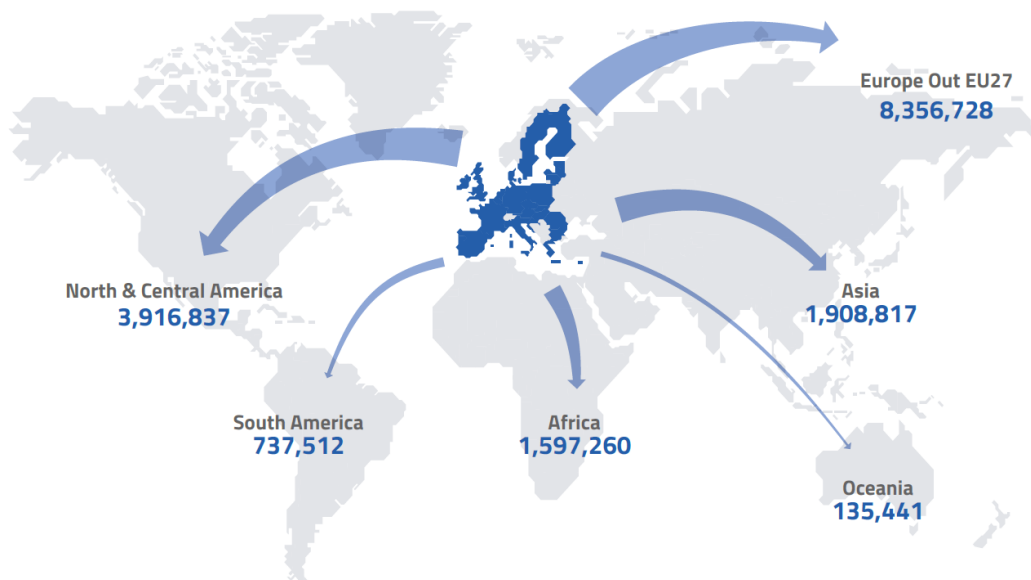 Europe Out EU27
8,356,728
North & Central America
3,916,837
Asia
1,908,817
South America
737,512
Africa
1,597,260
Oceania
135,441